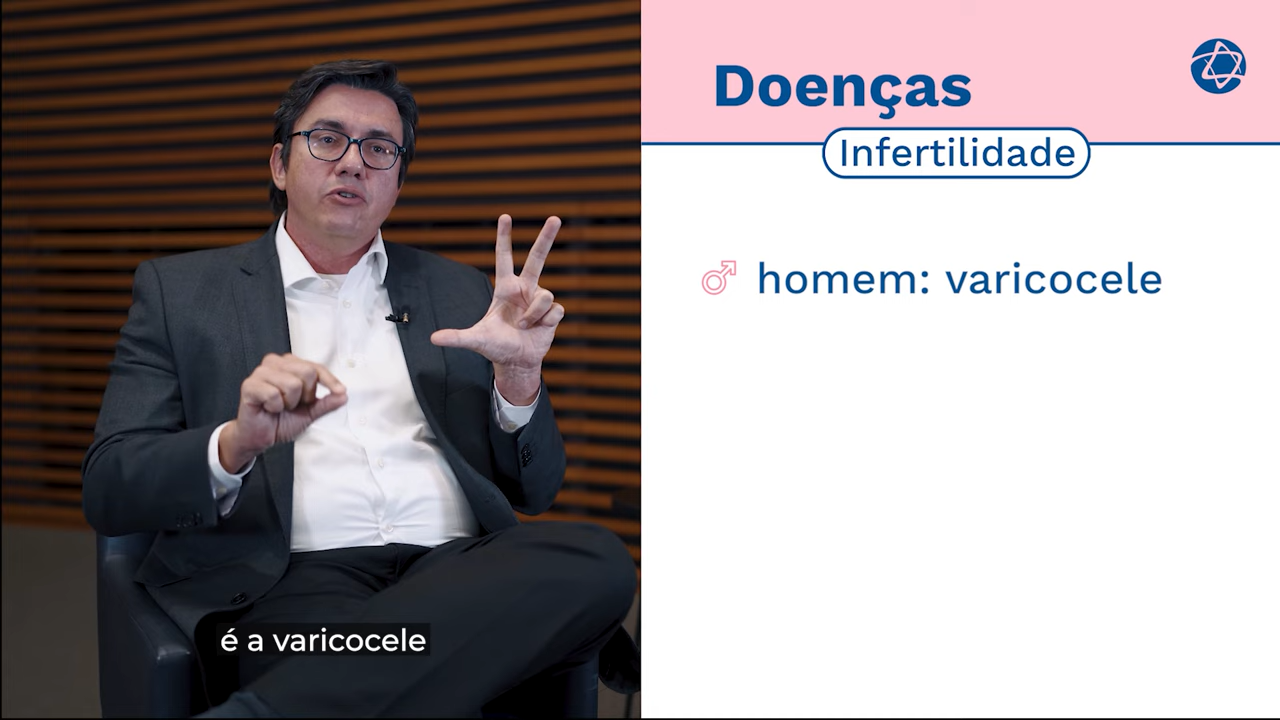 Doenças
Infertilidade
♂ homem: varicocele
é a varicocele